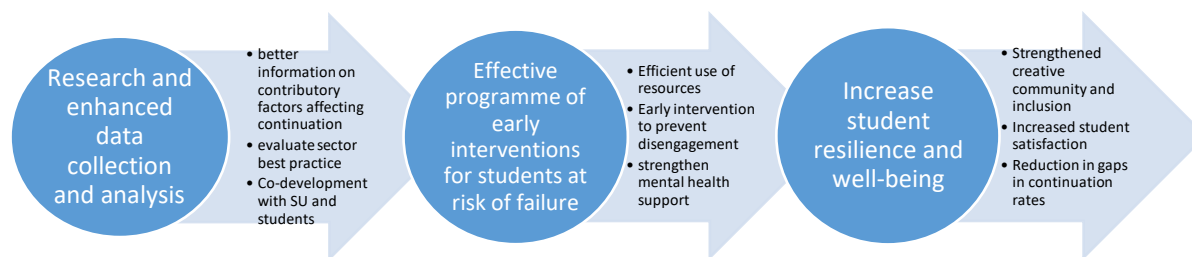 Research and
enhanced
data
collection
and analysis
• better
information on
contributory
factors affecting
continuation
• evaluate sector
best practice
• Co-development
with SU and
students
Effective
programme of
early
interventions
for students at
risk of failure
• Efficient use of
resources
• Early intervention
to prevent
disengagement
• strengthen
mental health
support
Increase
student
resilience and
well-being
• Strengthened
creative
community and
inclusion
• Increased student
satisfaction
• Reduction in gaps
in continuation
rates